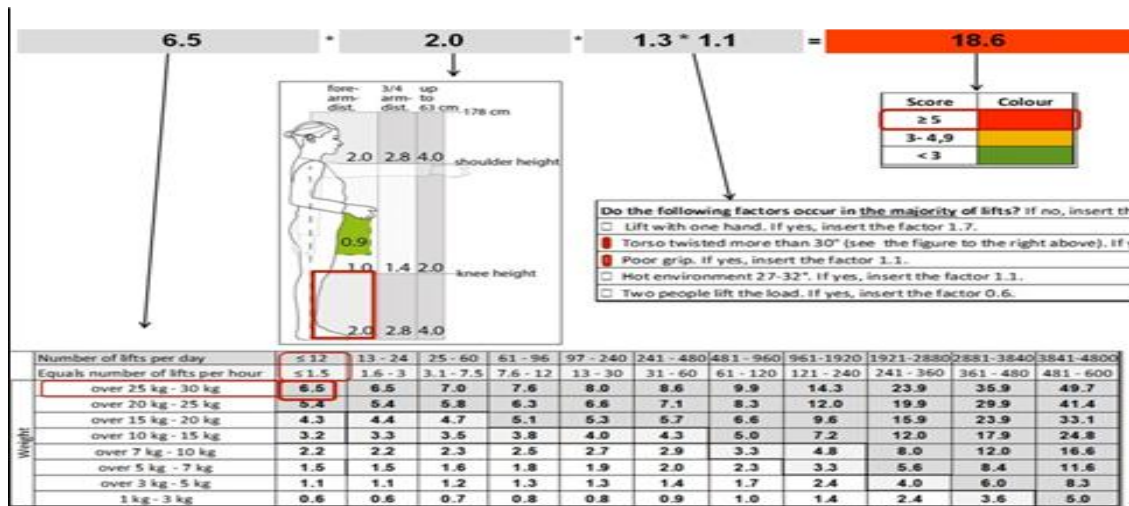 6.5 * 2.0 * 1.3 * 1.1 = 18.6
fore-arm-dist. 3/4 arm-dist. up to 63 cm
178 cm
2.0 2.8 4.0
shoulder height
0.9
1.0 1.4 2.0
knee height
2.0 2.8 4.0
Score Colour
≥ 5
3- 4,9
< 3
Do the following factors occur in the majority of lifts? If no, insert th
Lift with one hand. If yes, insert the factor 1.7.
Torso twisted more than 30° (see the figure to the right above). If y
Poor grip. If yes, insert the factor 1.1.
Hot environment 27-32°. If yes, insert the factor 1.1.
Two people lift the load. If yes, insert the factor 0.6.
Number of lifts per day ≤ 12 13 - 24 25 - 60 61 - 96 97 - 240 241 - 480 481 - 960 961-1920 1921-2880 2881-3840 3841-4800
Equals number of lifts per hour ≤ 1.5 1.6 - 3 3.1 - 7.5 7.6 - 12 13 - 30 31 - 60 61 - 120 121 - 240 241 - 360 361 - 480 481 - 600
Weight
over 25 kg - 30 kg 6.5 6.5 7.0 7.6 8.0 8.6 9.9 14.3 23.9 35.9 49.7
over 20 kg - 25 kg 5.4 5.4 5.8 6.3 6.6 7.1 8.3 12.0 19.9 29.9 41.4
over 15 kg - 20 kg 4.3 4.4 4.7 5.1 5.3 5.7 6.6 9.6 15.9 23.9 33.1
over 10 kg - 15 kg 3.2 3.3 3.5 3.8 4.0 4.3 5.0 7.2 12.0 17.9 24.8
over 7 kg - 10 kg 2.2 2.2 2.3 2.5 2.7 2.9 3.3 4.8 8.0 12.0 16.6
over 5 kg - 7 kg 1.5 1.5 1.6 1.8 1.9 2.0 2.3 3.3 5.6 8.4 11.6
over 3 kg - 5 kg 1.1 1.1 1.2 1.3 1.3 1.4 1.7 2.4 4.0 6.0 8.3
1 kg - 3 kg 0.6 0.6 0.7 0.8 0.8 0.9 1.0 1.4 2.4 3.6 5.0